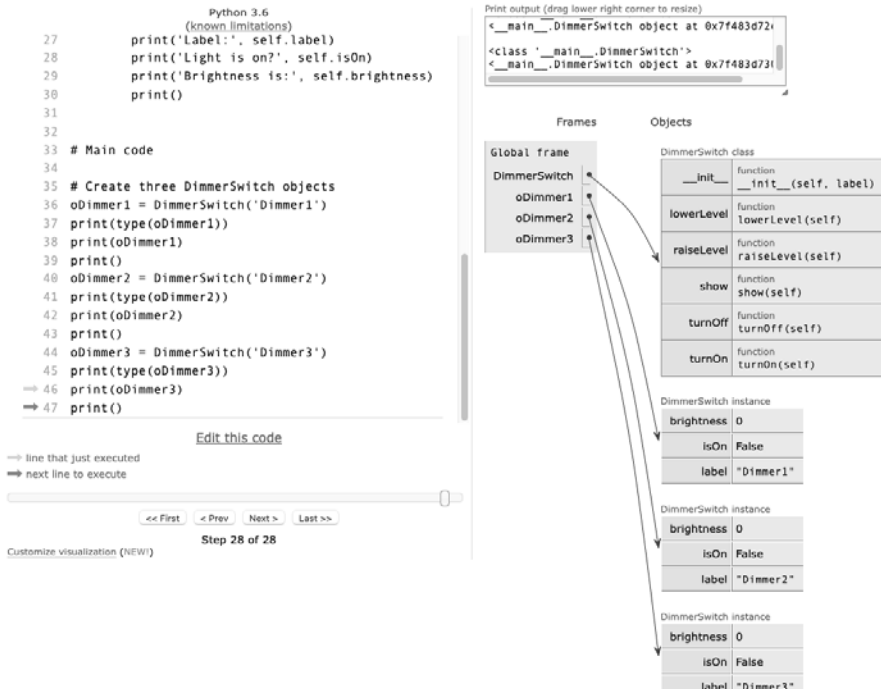 Python 3.6
(known limitations)
27 print('Label:', self.label)
28 print('Light is on?', self.isOn)
29 print('Brightness is:', self.brightness)
30 print()
31
32
33 # Main code
34
35 # Create three DimmerSwitch objects
36 oDimmer1 = DimmerSwitch('Dimmer1')
37 print(type(oDimmer1))
38 print(oDimmer1)
39 print()
40 oDimmer2 = DimmerSwitch('Dimmer2')
41 print(type(oDimmer2))
42 print(oDimmer2)
43 print()
44 oDimmer3 = DimmerSwitch('Dimmer3')
45 print(type(oDimmer3))
46 print(oDimmer3)
47 print()
Edit this code
line that just executed
next line to execute
<< First < Prev Next > Last >>
Step 28 of 28
Customize visualization (NEW!)
Print output (drag lower right corner to resize)
<__main__.DimmerSwitch object at 0x7f483d72
<class '__main__.DimmerSwitch'>
<__main__.DimmerSwitch object at 0x7f483d73
Frames Objects
Global frame
DimmerSwitch
oDimmer1
oDimmer2
oDimmer3
DimmerSwitch class
__init__ function
__init__(self, label)
lowerLevel function
lowerLevel(self)
raiseLevel function
raiseLevel(self)
show function
show(self)
turnOff function
turnOff(self)
turnOn function
turnOn(self)
DimmerSwitch instance
brightness 0
isOn False
label "Dimmer1"
DimmerSwitch instance
brightness 0
isOn False
label "Dimmer2"
DimmerSwitch instance
brightness 0
isOn False
label "Dimmer3"